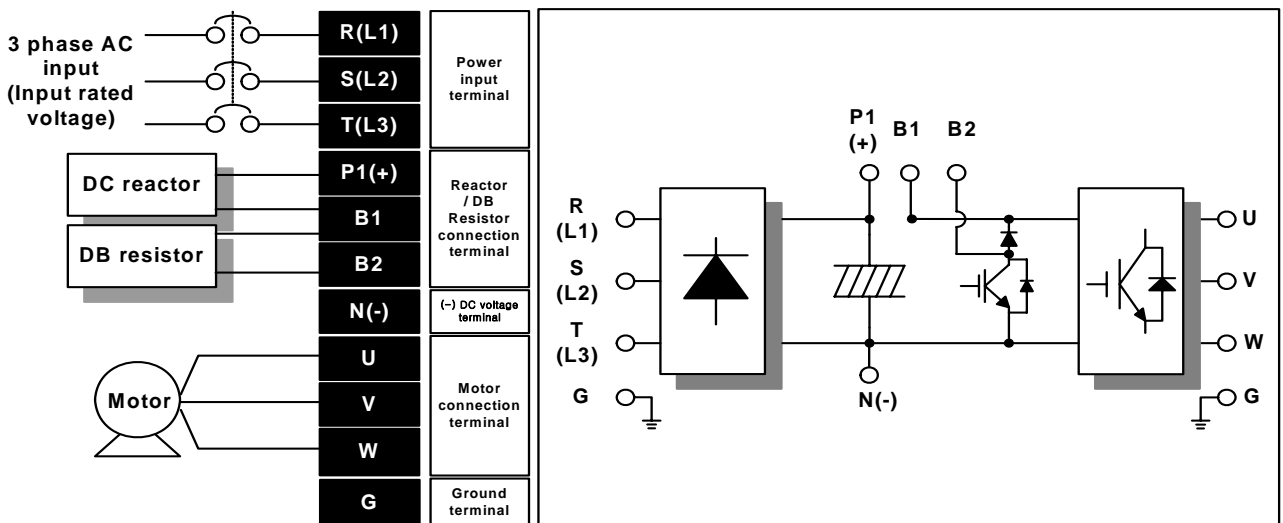 3 phase AC
input
(Input rated
voltage)
R(L1)
S(L2)
T(L3)
Power
input
terminal
DC reactor
DB resistor
P1(+)
B1
B2
Reactor
/ DB
Resistor
connection
terminal
N(-)
(-) DC voltage
terminal
Motor
U
V
W
Motor
connection
terminal
G
Ground
terminal
P1
(+)
B1
B2
R
(L1)
S
(L2)
T
(L3)
G
N(-)
U
V
W
G